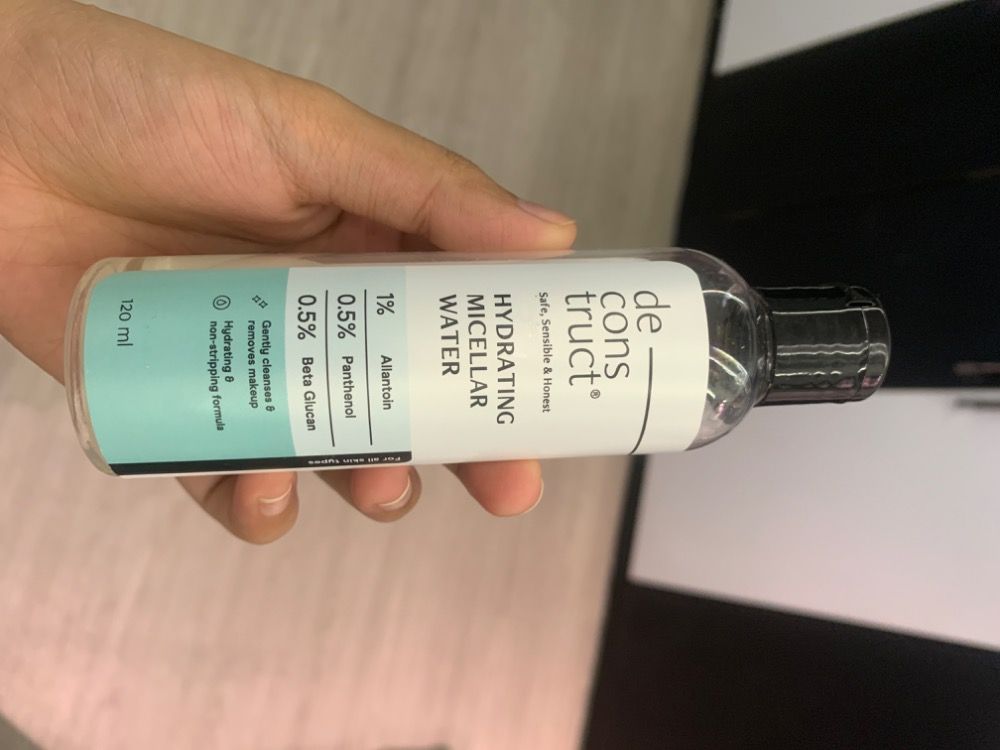 de
cons
truct®
Safe, Sensible & Honest
HYDRATING
MICELLAR
WATER
1% Allantoin
0.5% Panthenol
0.5% Beta Glucan
For all skin types
Gently cleanses &
removes makeup
Hydrating &
non-stripping formula
120 ml